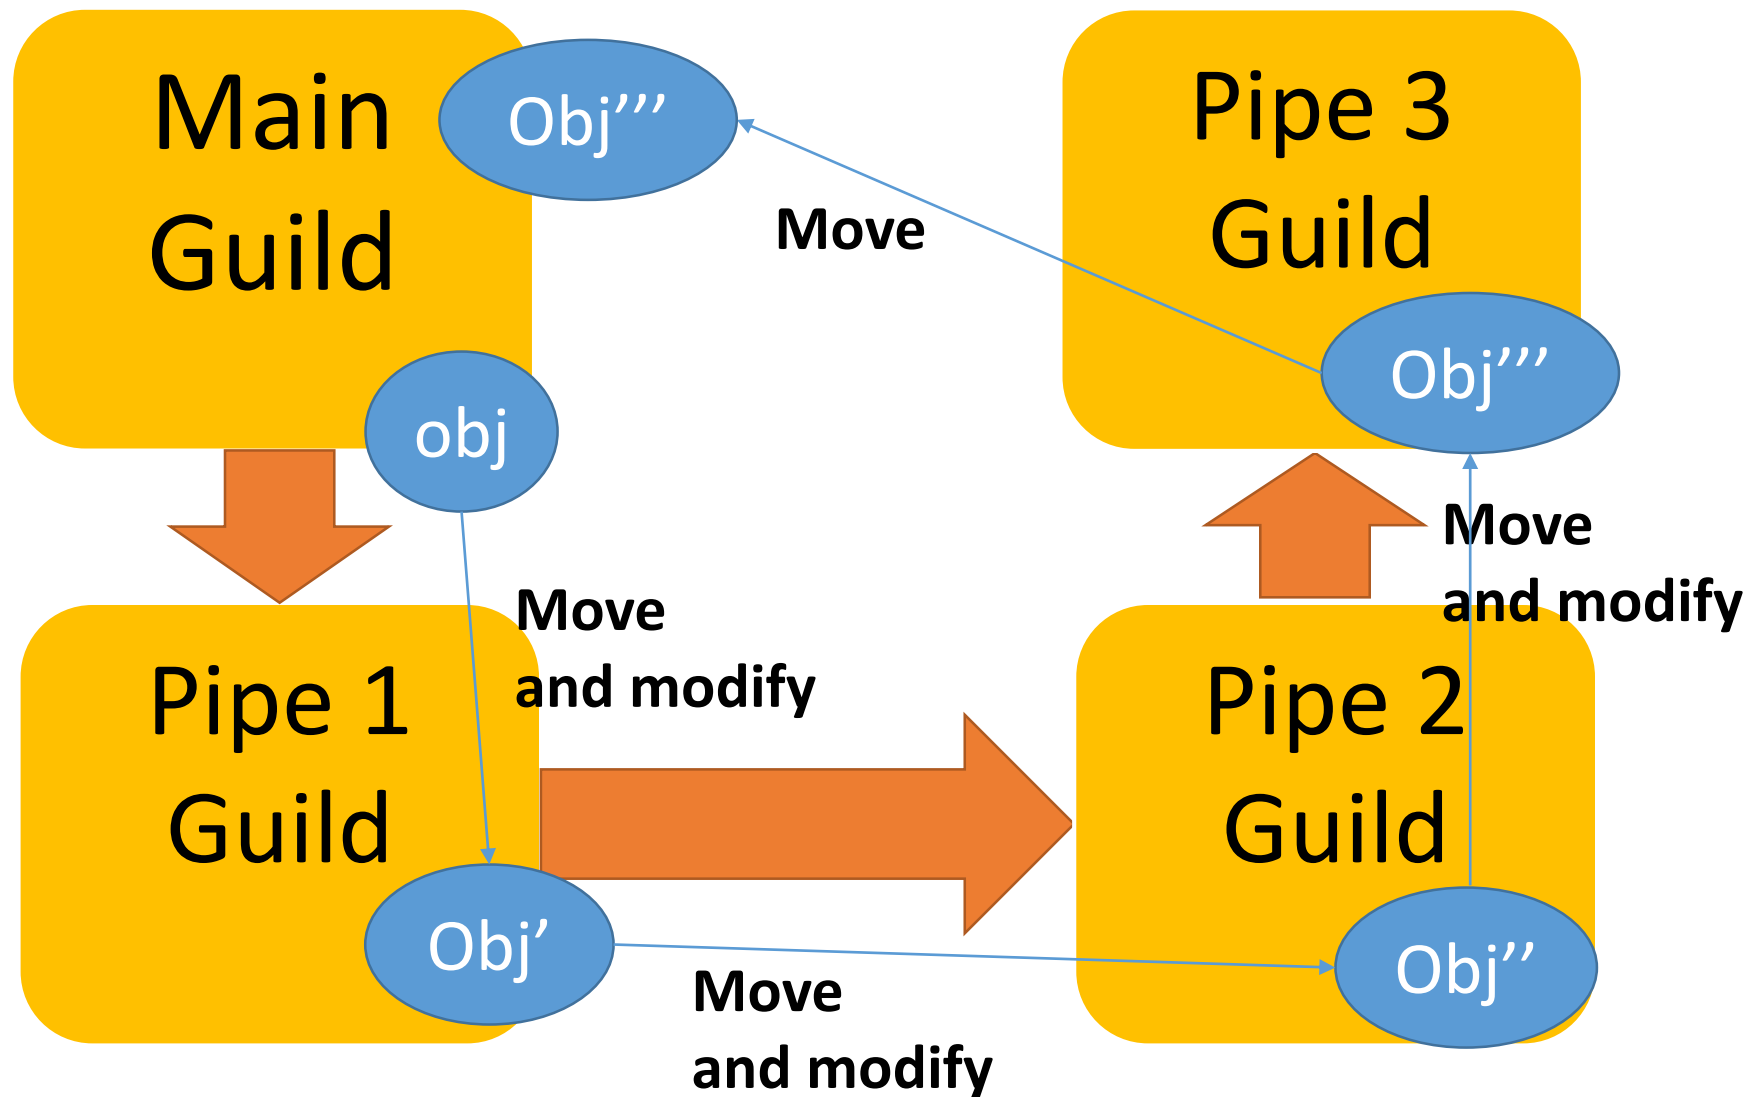 Main
Guild
Obj’’’
obj
Move
Pipe 3
Guild
Obj’’’
Move
and modify
Move
and modify
Pipe 1
Guild
Obj’
Move
and modify
Pipe 2
Guild
Obj’’